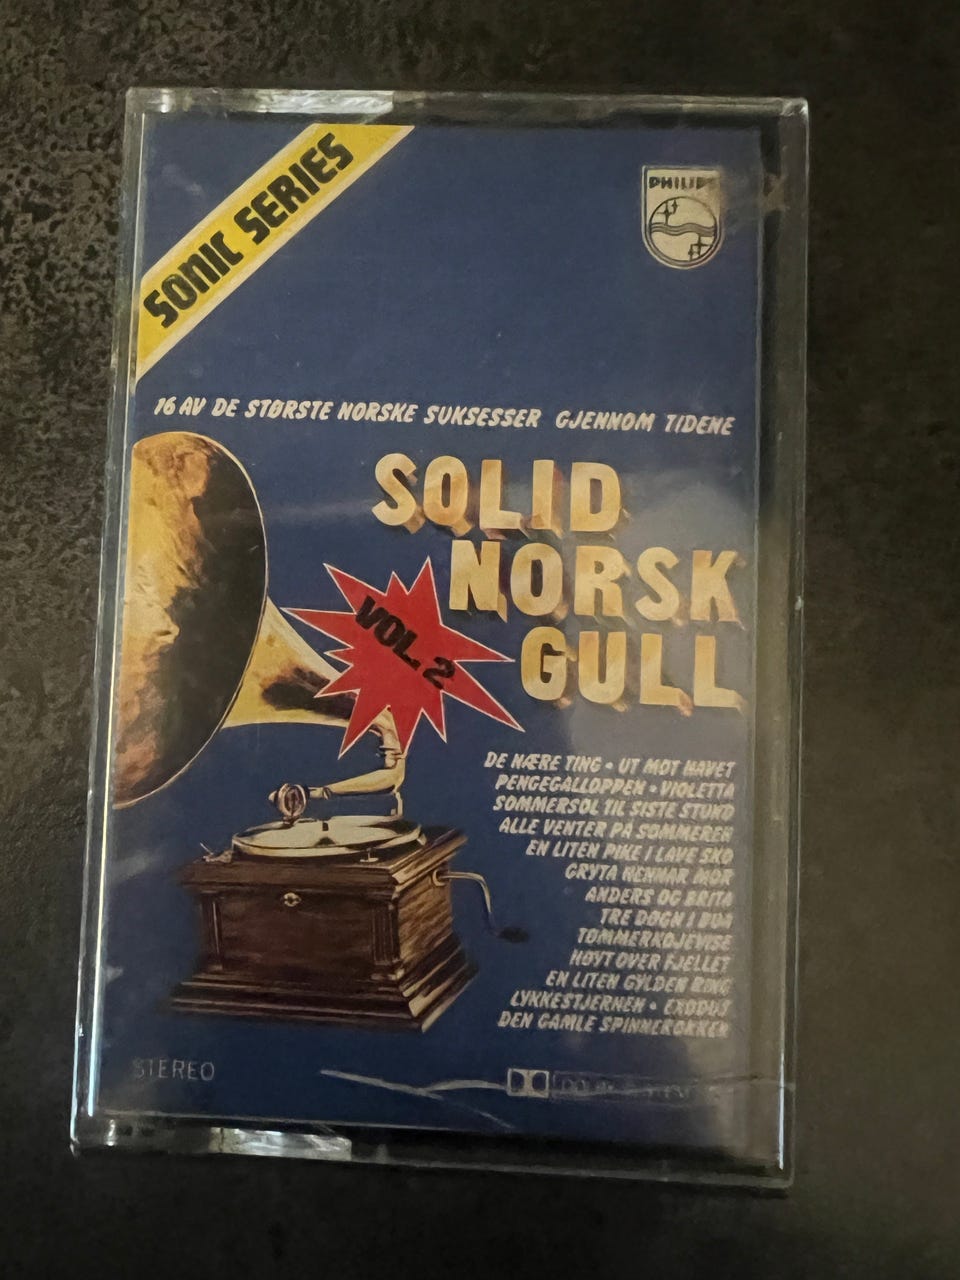 SONIC SERIES
PHILIPS
16 AV DE STØRSTE NORSKE SUKSESSER GJENNOM TIDENE
SOLID
NORSK
GULL
VOL. 2
DE NÆRE TING • UT MOT HAVET
PENGEGALLOPPEN • VIOLETTA
SOMMERSOL TIL SISTE STUND
ALLE VENTER PÅ SOMMEREN
EN LITEN PIKE I LAVE SKO
GRYTA HENNAR MOR
ANDERS OG BRITA
TRE DØGN I BUA
TØMMERKOJEVISE
HØYT OVER FJELLET
EN LITEN GYLDEN RING
LYKKESTJERNEN • EXODUS
DEN GAMLE SPINNEROKKEN
STEREO